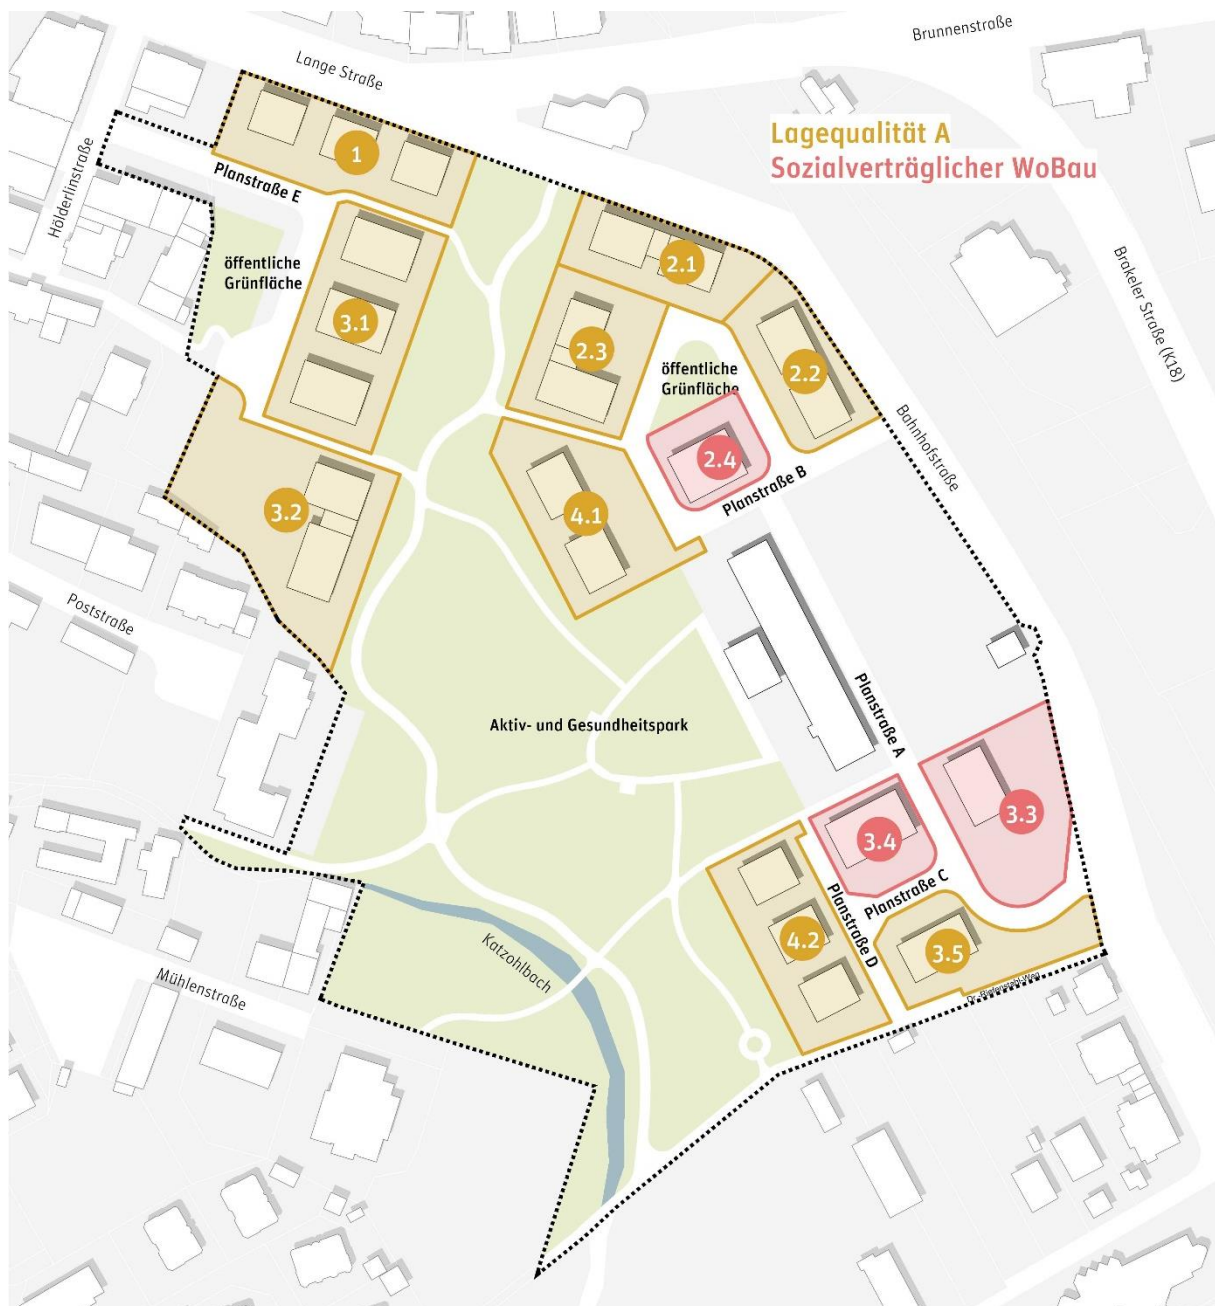 Brunnenstraße
Lange Straße
Lagequalität A
Sozialverträglicher WoBau
1
Hölderlinstraße
Planstraße E
öffentliche
Grünfläche
2.1
3.1
2.3
öffentliche
Grünfläche
2.2
Brakeler Straße (K18)
Bahnhofstraße
2.4
Planstraße B
3.2
4.1
Poststraße
Planstraße A
Aktiv- und Gesundheitspark
3.3
3.4
Planstraße C
Planstraße D
4.2
3.5
Katzohlbach
Mühlenstraße